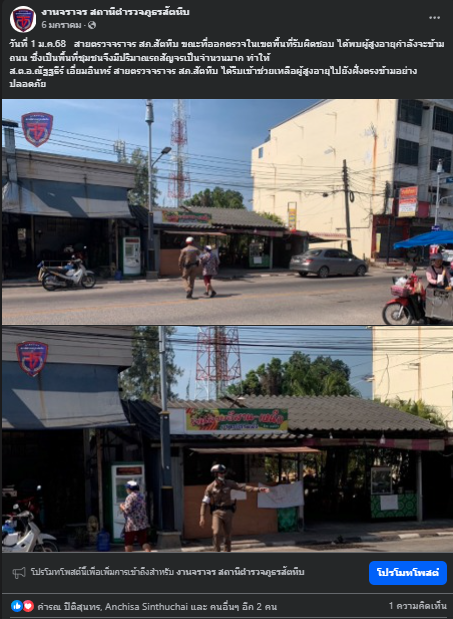 งานจราจร สถานีตำรวจภูธรสัตหีบ
6 มกราคม
วันที่ 1 ม.ค.68 สายตรวจจราจร สภ.สัตหีบ ขณะที่ออกตรวจในเขตพื้นที่รับผิดชอบ ได้พบผู้สูงอายุกำลังจะข้าม
ถนน ซึ่งเป็นพื้นที่ชุมชนจึงมีปริมาณรถสัญจรเป็นจำนวนมาก ทำให้
ส.ต.อ.ณัฐฐธีร์ เอี่ยมอินทร์ สายตรวจจราจร สภ.สัตหีบ ได้รีบเข้าช่วยเหลือผู้สูงอายุไปยังฝั่งตรงข้ามอย่าง
ปลอดภัย
โปรโมทโพสต์นี้เพื่อเพิ่มการเข้าถึงสำหรับ งานจราจร สถานีตำรวจภูธรสัตหีบ
โปรโมทโพสต์
คำรณ ปิติสุนทร, Anchisa Sinthuchai และ คนอื่นๆ อีก 2 คน
1 ความคิดเห็น